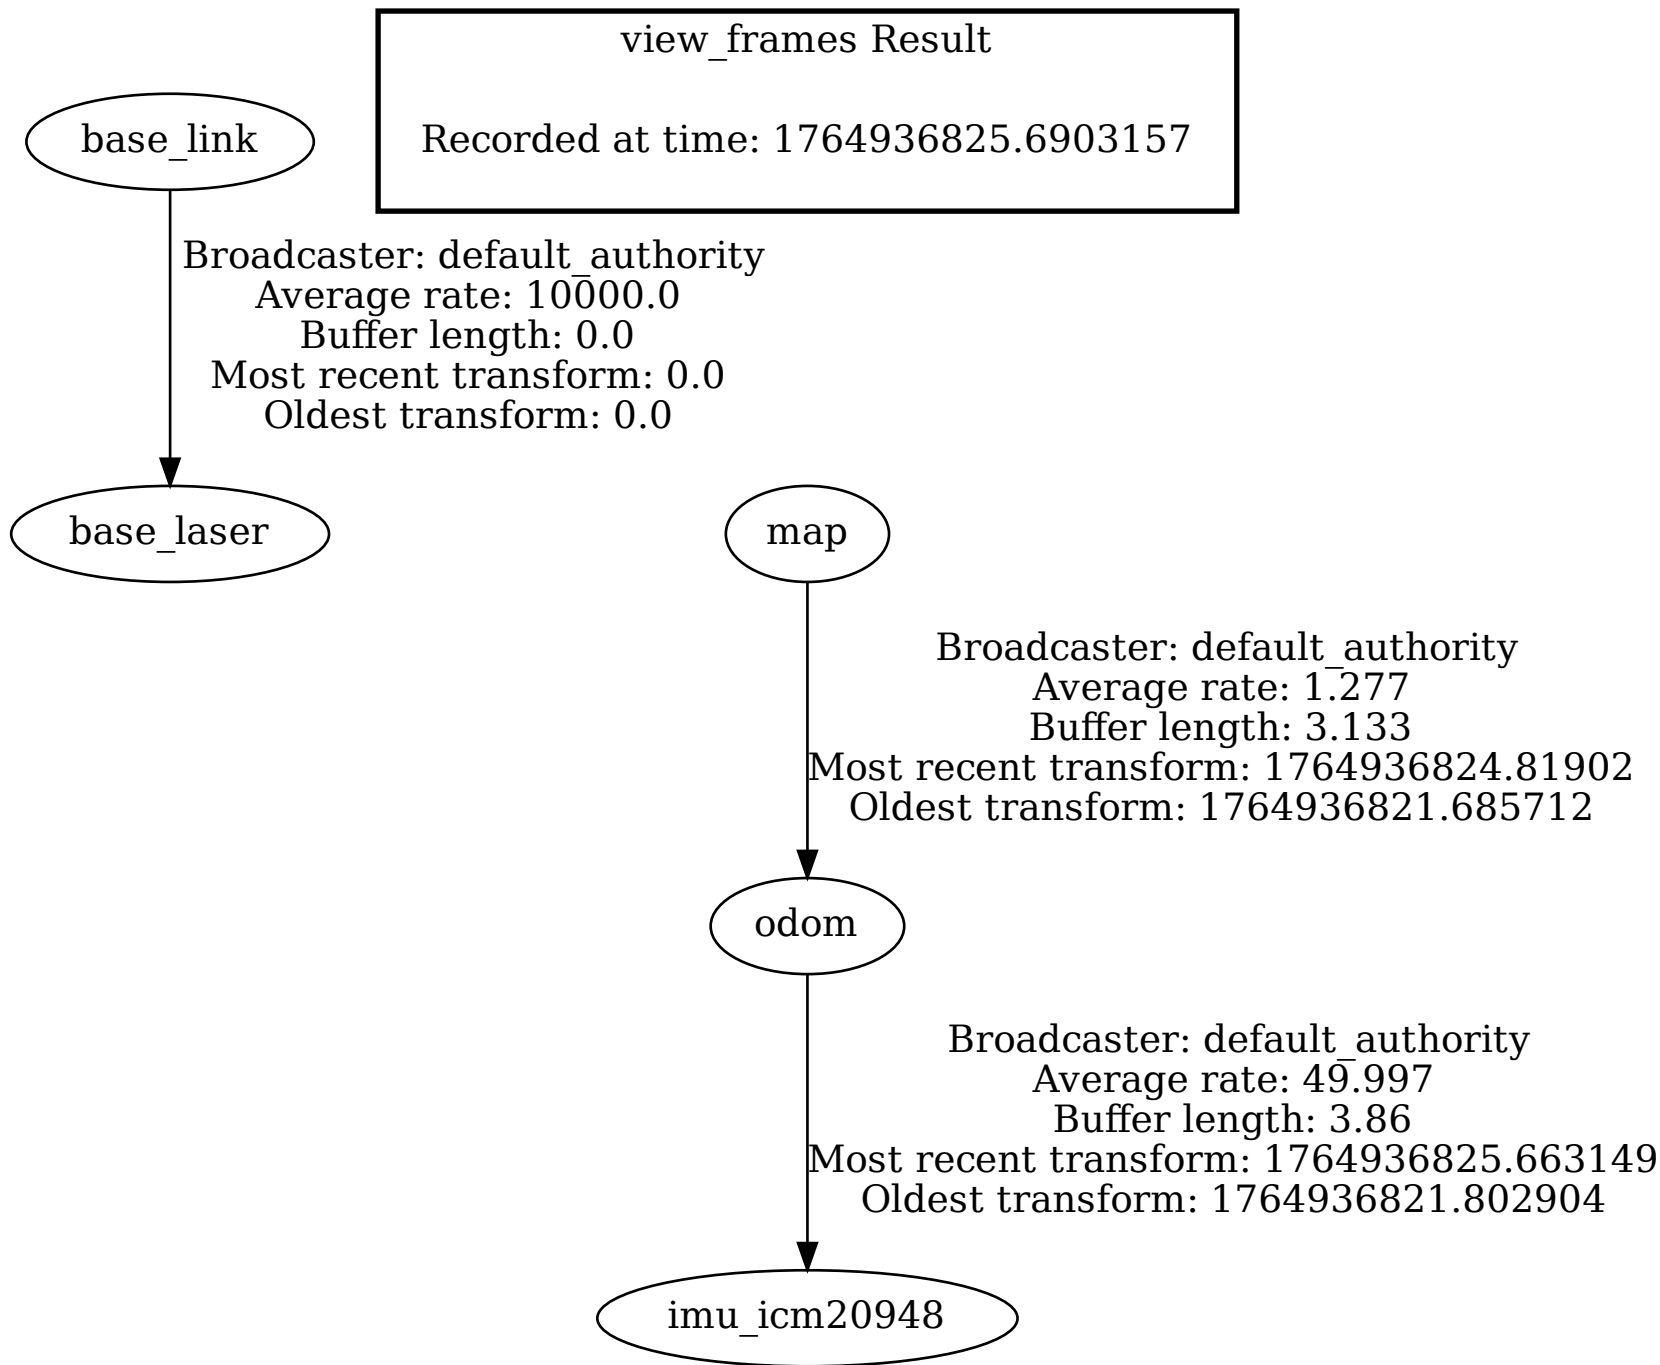 view_frames Result
Recorded at time: 1764936825.6903157
base_link
Broadcaster: default_authority
Average rate: 10000.0
Buffer length: 0.0
Most recent transform: 0.0
Oldest transform: 0.0
base_laser
map
Broadcaster: default_authority
Average rate: 1.277
Buffer length: 3.133
Most recent transform: 1764936824.81902
Oldest transform: 1764936821.685712
odom
Broadcaster: default_authority
Average rate: 49.997
Buffer length: 3.86
Most recent transform: 1764936825.663149
Oldest transform: 1764936821.802904
imu_icm20948